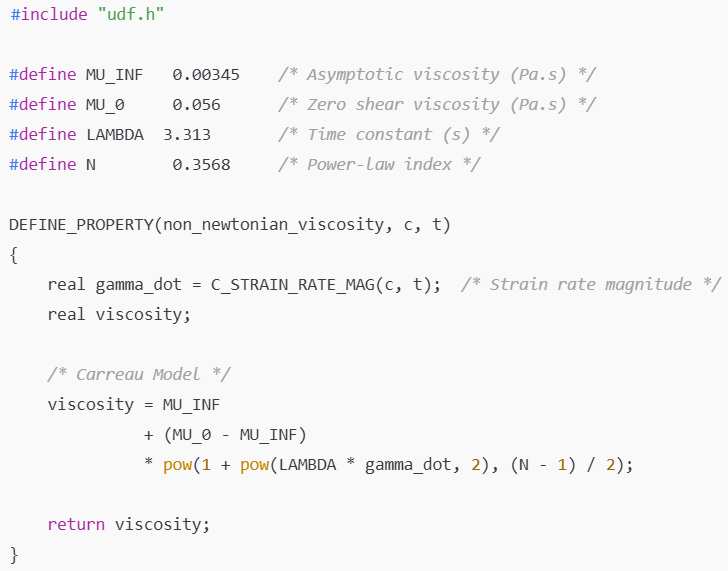 #include "udf.h"

#define MU_INF   0.00345    /* Asymptotic viscosity (Pa.s) */
#define MU_0     0.056      /* Zero shear viscosity (Pa.s) */
#define LAMBDA  3.313       /* Time constant (s) */
#define N        0.3568     /* Power-law index */

DEFINE_PROPERTY(non_newtonian_viscosity, c, t)
{
    real gamma_dot = C_STRAIN_RATE_MAG(c, t);  /* Strain rate magnitude */
    real viscosity;

    /* Carreau Model */
    viscosity = MU_INF
              + (MU_0 - MU_INF)
              * pow(1 + pow(LAMBDA * gamma_dot, 2), (N - 1) / 2);

    return viscosity;
}